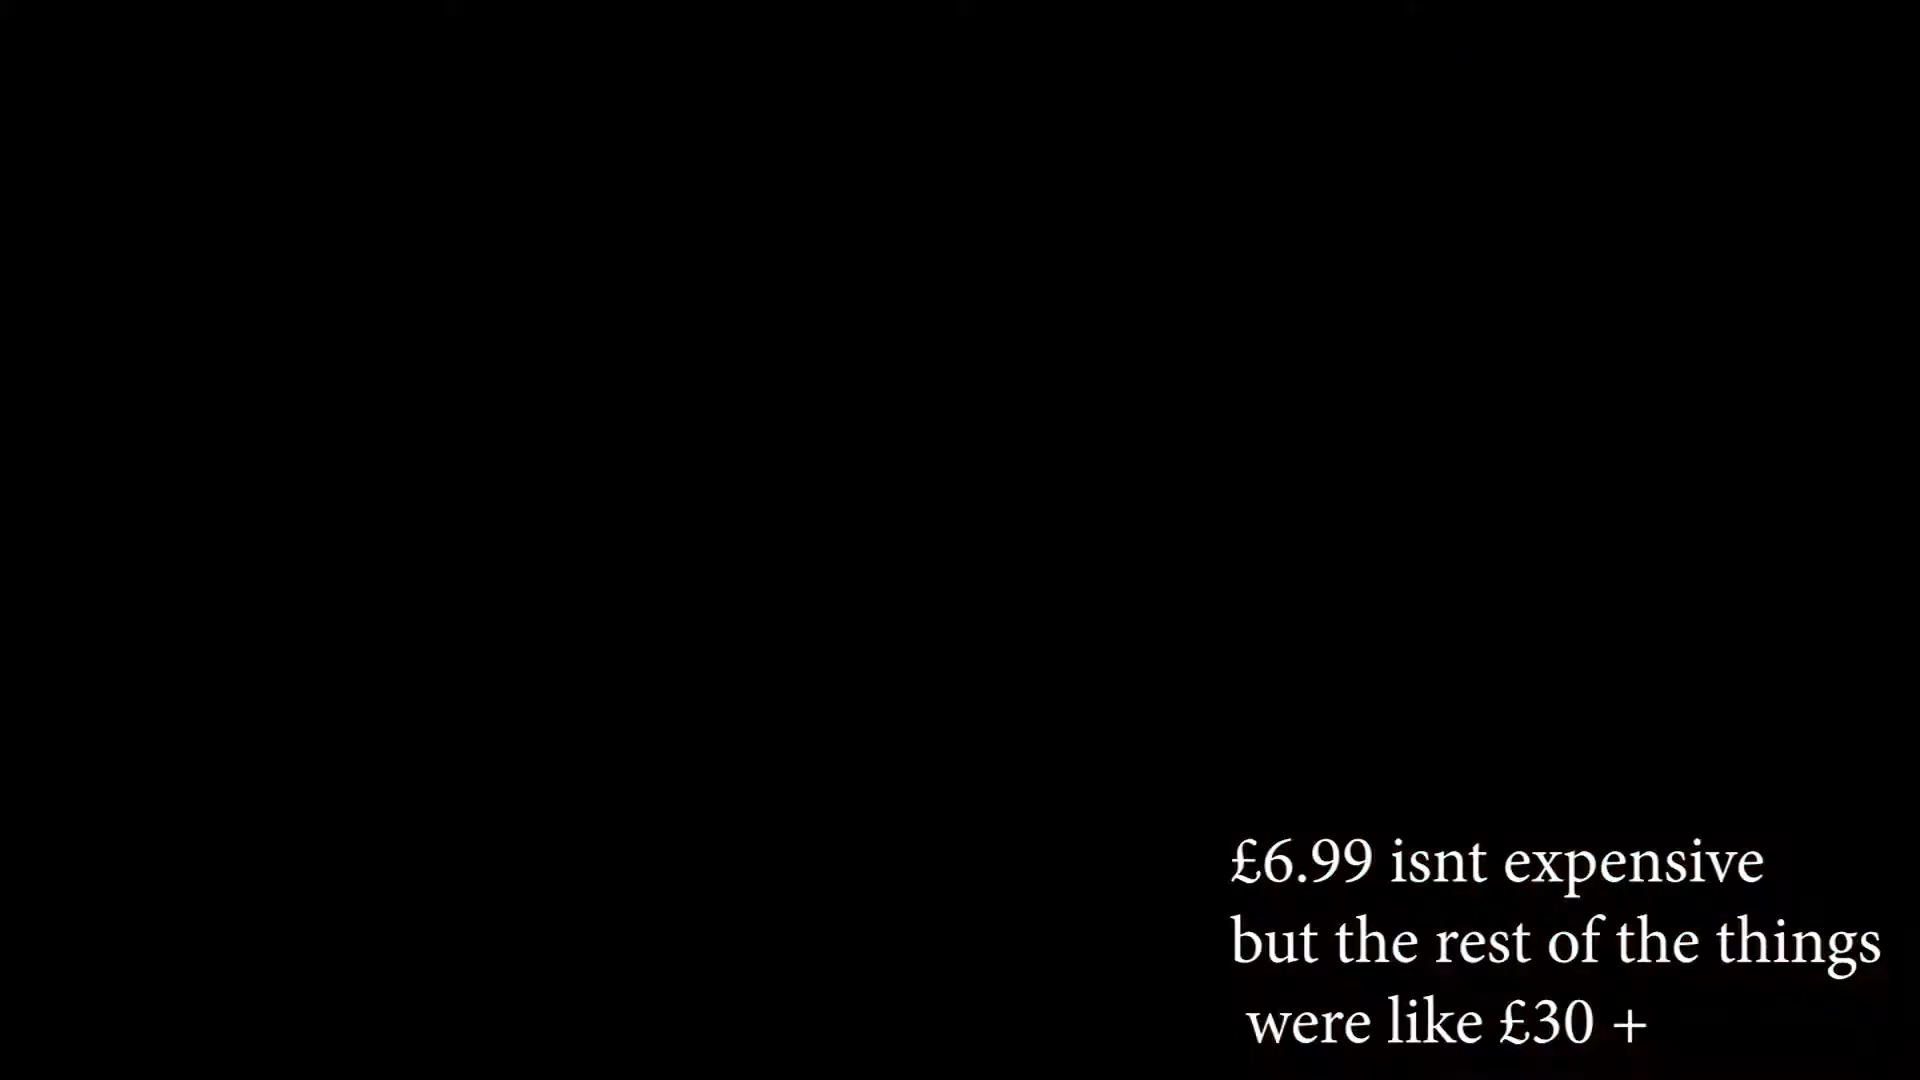 £6.99 isnt expensive
but the rest of the things
were like £30 +